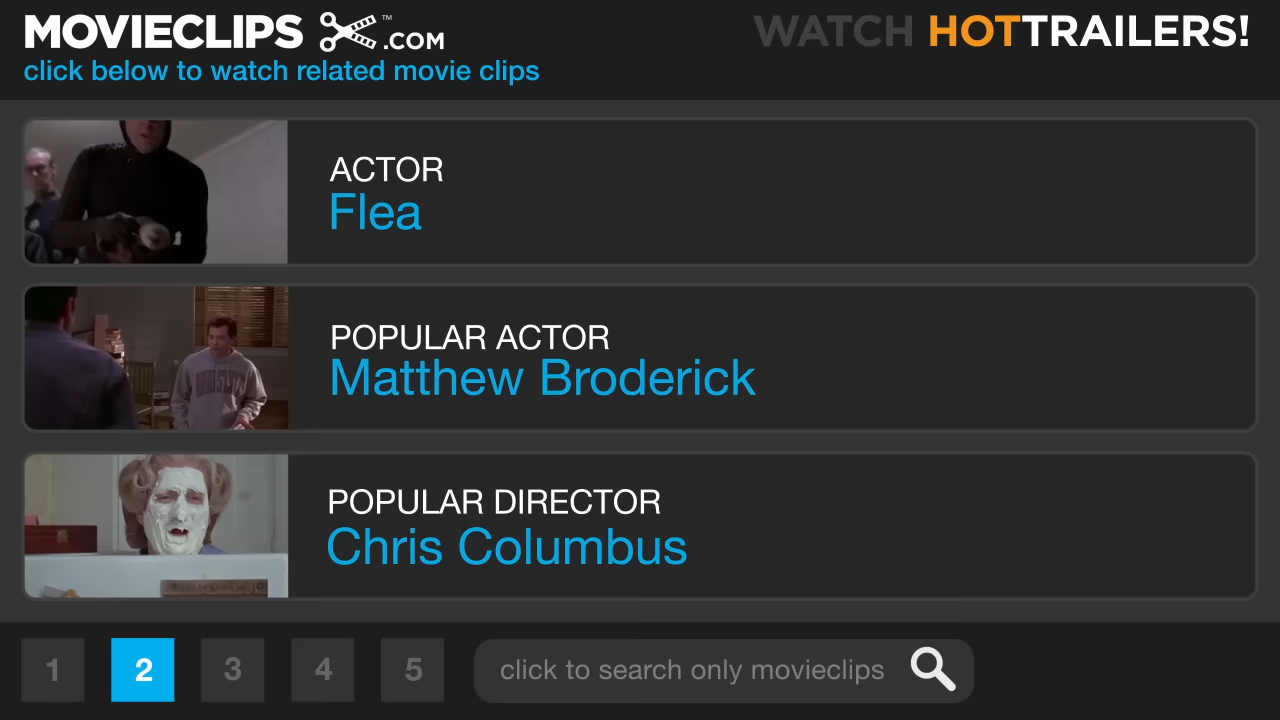 MOVIECLIPS ™ .COM
WATCH HOTTRAILERS!
click below to watch related movie clips
ACTOR
Flea
POPULAR ACTOR
Matthew Broderick
POPULAR DIRECTOR
Chris Columbus
1 2 3 4 5
click to search only movieclips